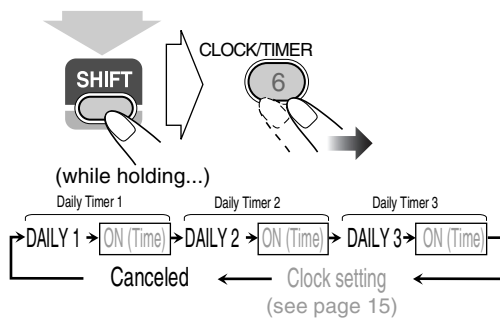 CLOCK/TIMER
SHIFT
6
(while holding...)
Daily Timer 1 Daily Timer 2 Daily Timer 3
DAILY 1 ON (Time) DAILY 2 ON (Time) DAILY 3 ON (Time)
Canceled Clock setting
(see page 15)